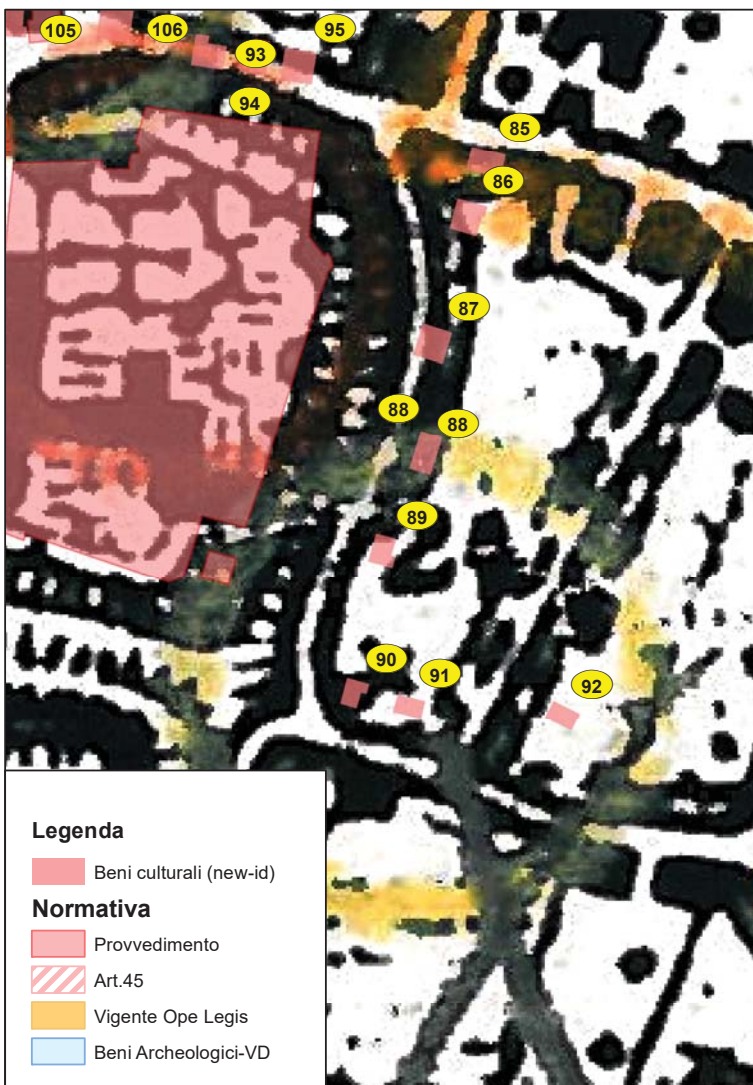 105
106
93
95
94
85
86
87
88
88
89
90
91
92
Legenda
Beni culturali (new-id)
Normativa
Provvedimento
Art.45
Vigente Ope Legis
Beni Archeologici-VD